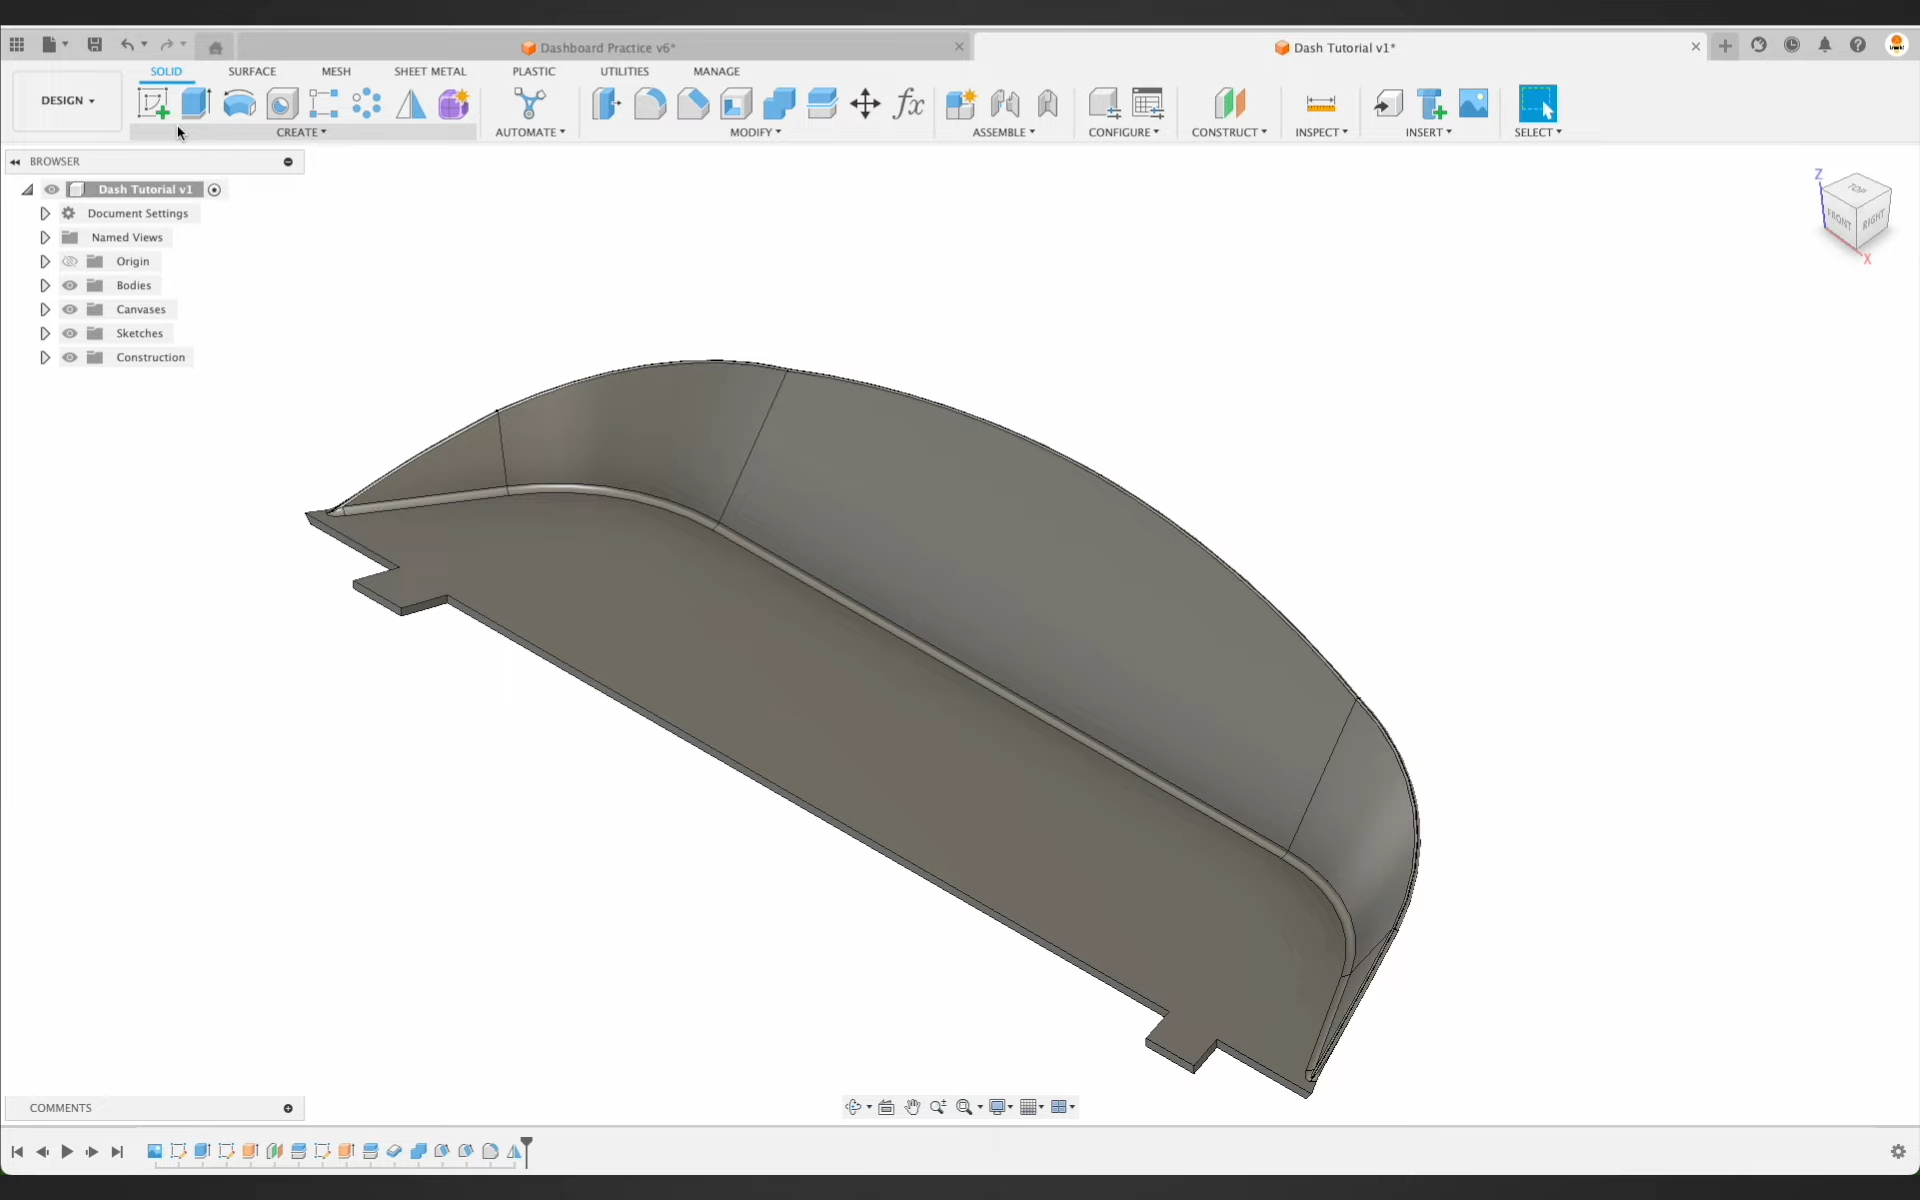 Dashboard Practice v6*
Dash Tutorial v1*
SOLID SURFACE MESH SHEET METAL PLASTIC UTILITIES MANAGE
DESIGN
fx
CREATE AUTOMATE MODIFY ASSEMBLE CONFIGURE CONSTRUCT INSPECT INSERT SELECT
BROWSER
Dash Tutorial v1
Document Settings
Named Views
Origin
Bodies
Canvases
Sketches
Construction
Z
TOP
FRONT
RIGHT
X
COMMENTS